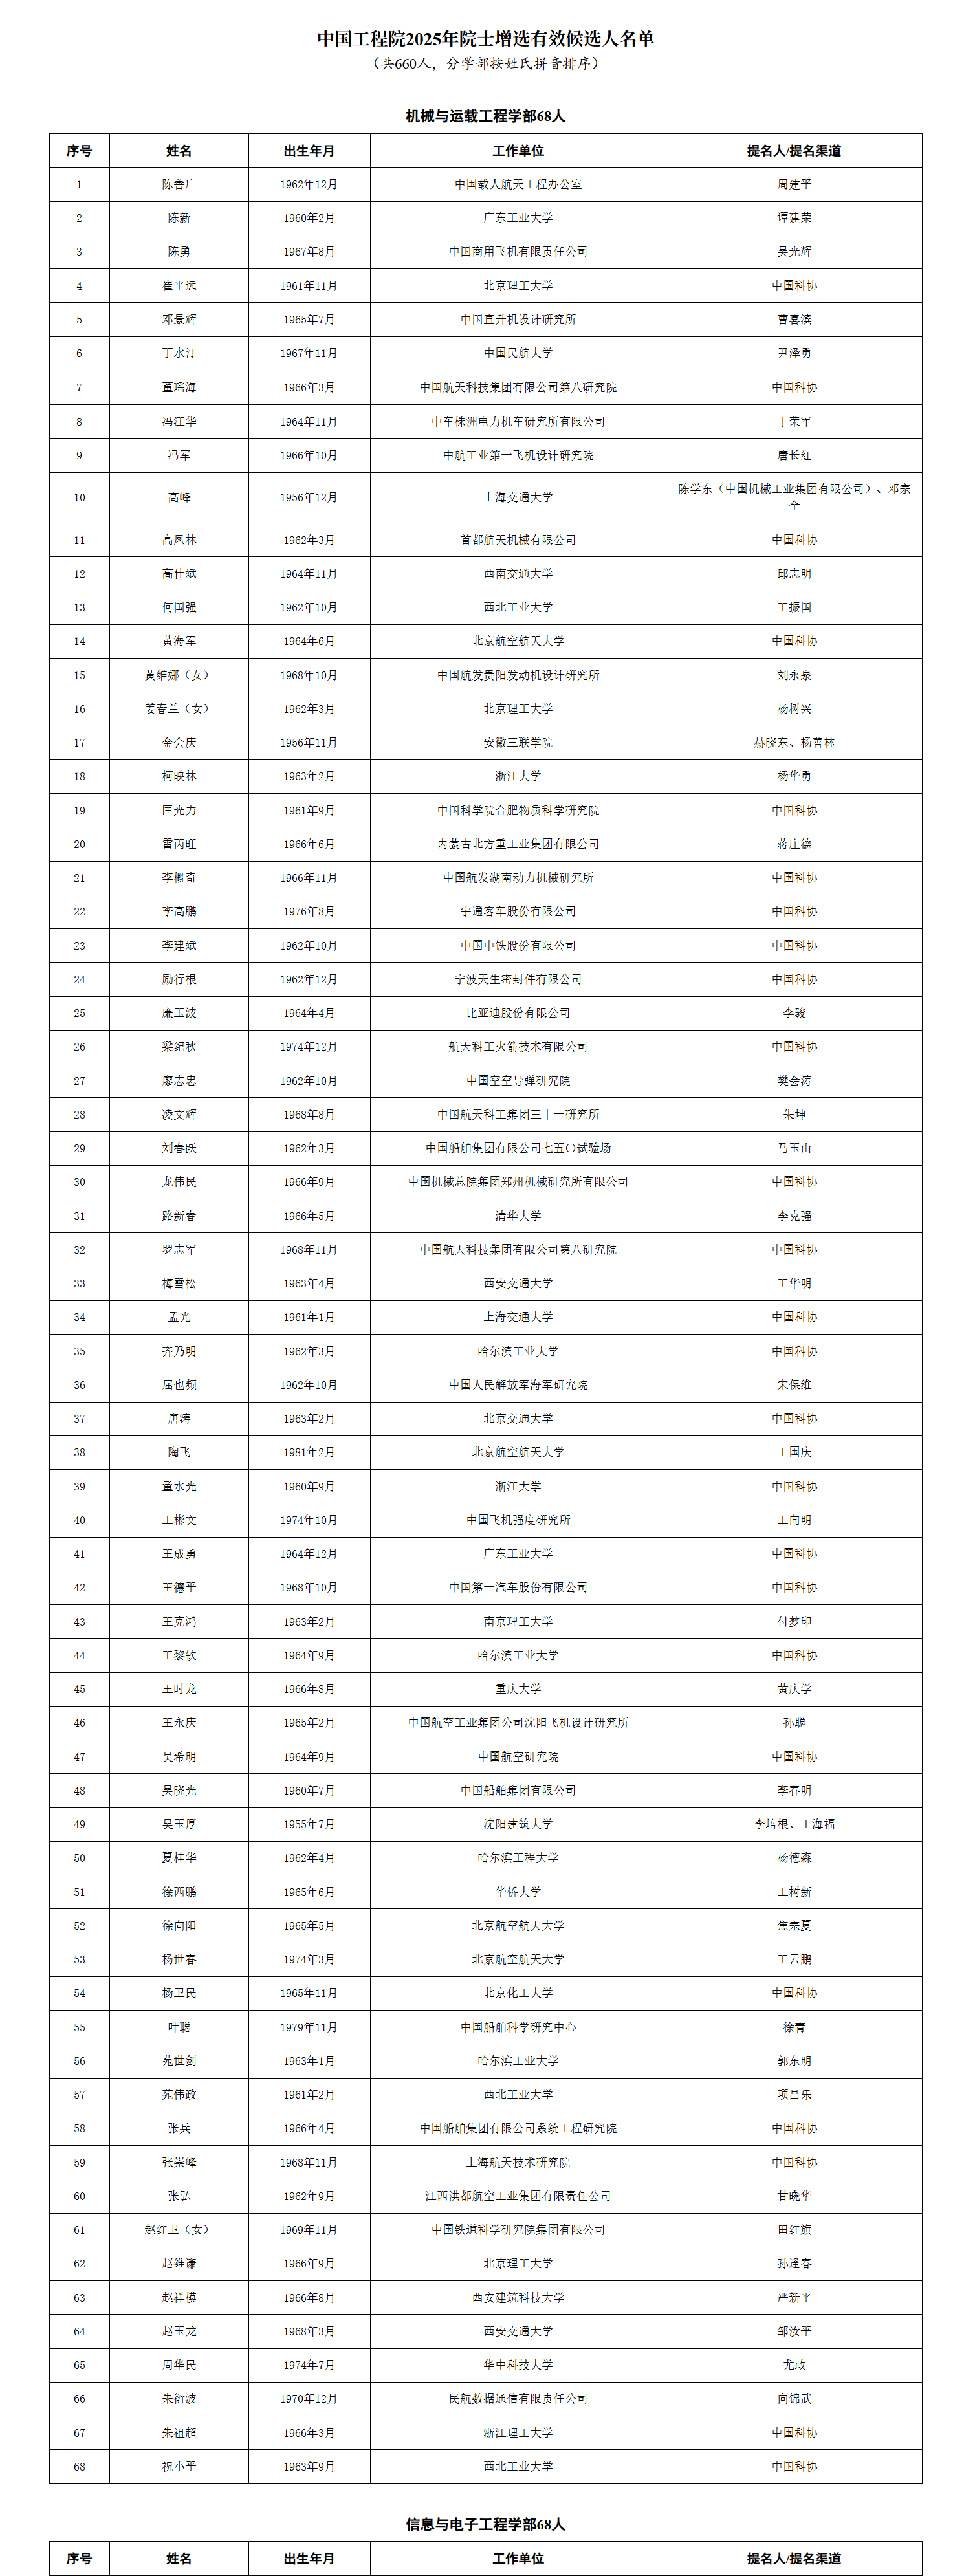 中国工程院2025年院士增选有效候选人名单
（共660人，分学部按姓氏拼音排序）
机械与运载工程学部68人
序号 姓名 出生年月 工作单位 提名人/提名渠道
1 陈善广 1962年12月 中国载人航天工程办公室 周建平
2 陈新 1960年2月 广东工业大学 谭建荣
3 陈勇 1967年8月 中国商用飞机有限责任公司 吴光辉
4 崔平远 1961年11月 北京理工大学 中国科协
5 邓景辉 1965年7月 中国直升机设计研究所 曹喜滨
6 丁水汀 1967年11月 中国民航大学 尹泽勇
7 董瑶海 1966年3月 中国航天科技集团有限公司第八研究院 中国科协
8 冯江华 1964年11月 中车株洲电力机车研究所有限公司 丁荣军
9 冯军 1966年10月 中航工业第一飞机设计研究院 唐长红
10 高峰 1956年12月 上海交通大学 陈学东（中国机械工业集团有限公司）、邓宗
全
11 高凤林 1962年3月 首都航天机械有限公司 中国科协
12 高仕斌 1964年11月 西南交通大学 邱志明
13 何国强 1962年10月 西北工业大学 王振国
14 黄海军 1964年6月 北京航空航天大学 中国科协
15 黄维娜（女） 1968年10月 中国航发贵阳发动机设计研究所 刘永泉
16 姜春兰（女） 1962年3月 北京理工大学 杨树兴
17 金会庆 1956年11月 安徽三联学院 赫晓东、杨善林
18 柯映林 1963年2月 浙江大学 杨华勇
19 匡光力 1961年9月 中国科学院合肥物质科学研究院 中国科协
20 雷丙旺 1966年6月 内蒙古北方重工业集团有限公司 蒋庄德
21 李概奇 1966年11月 中国航发湖南动力机械研究所 中国科协
22 李高鹏 1976年8月 宇通客车股份有限公司 中国科协
23 李建斌 1962年10月 中国中铁股份有限公司 中国科协
24 励行根 1962年12月 宁波天生密封件有限公司 中国科协
25 廉玉波 1964年4月 比亚迪股份有限公司 李骏
26 梁纪秋 1974年12月 航天科工火箭技术有限公司 中国科协
27 廖志忠 1962年10月 中国空空导弹研究院 樊会涛
28 凌文辉 1968年8月 中国航天科工集团三十一研究所 朱坤
29 刘春跃 1962年3月 中国船舶集团有限公司七五〇试验场 马玉山
30 龙伟民 1966年9月 中国机械总院集团郑州机械研究所有限公司 中国科协
31 路新春 1966年5月 清华大学 李克强
32 罗志军 1968年11月 中国航天科技集团有限公司第八研究院 中国科协
33 梅雪松 1963年4月 西安交通大学 王华明
34 孟光 1961年1月 上海交通大学 中国科协
35 齐乃明 1962年3月 哈尔滨工业大学 中国科协
36 屈也频 1962年10月 中国人民解放军海军研究院 宋保维
37 唐涛 1963年2月 北京交通大学 中国科协
38 陶飞 1981年2月 北京航空航天大学 王国庆
39 童水光 1960年9月 浙江大学 中国科协
40 王彬文 1974年10月 中国飞机强度研究所 王向明
41 王成勇 1964年12月 广东工业大学 中国科协
42 王德平 1968年10月 中国第一汽车股份有限公司 中国科协
43 王克鸿 1963年2月 南京理工大学 付梦印
44 王黎钦 1964年9月 哈尔滨工业大学 中国科协
45 王时龙 1966年8月 重庆大学 黄庆学
46 王永庆 1965年2月 中国航空工业集团公司沈阳飞机设计研究所 孙聪
47 吴希明 1964年9月 中国航空研究院 中国科协
48 吴晓光 1960年7月 中国船舶集团有限公司 李春明
49 吴玉厚 1955年7月 沈阳建筑大学 李培根、王海福
50 夏桂华 1962年4月 哈尔滨工程大学 杨德森
51 徐西鹏 1965年6月 华侨大学 王树新
52 徐向阳 1965年5月 北京航空航天大学 焦宗夏
53 杨世春 1974年3月 北京航空航天大学 王云鹏
54 杨卫民 1965年11月 北京化工大学 中国科协
55 叶聪 1979年11月 中国船舶科学研究中心 徐青
56 苑世剑 1963年1月 哈尔滨工业大学 郭东明
57 苑伟政 1961年2月 西北工业大学 项昌乐
58 张兵 1966年4月 中国船舶集团有限公司系统工程研究院 中国科协
59 张崇峰 1968年11月 上海航天技术研究院 中国科协
60 张弘 1962年9月 江西洪都航空工业集团有限责任公司 甘晓华
61 赵红卫（女） 1969年11月 中国铁道科学研究院集团有限公司 田红旗
62 赵维谦 1966年9月 北京理工大学 孙逢春
63 赵祥模 1966年8月 西安建筑科技大学 严新平
64 赵玉龙 1968年3月 西安交通大学 邹汝平
65 周华民 1974年7月 华中科技大学 尤政
66 朱衍波 1970年12月 民航数据通信有限责任公司 向锦武
67 朱祖超 1966年3月 浙江理工大学 中国科协
68 祝小平 1963年9月 西北工业大学 中国科协
信息与电子工程学部68人
序号 姓名 出生年月 工作单位 提名人/提名渠道